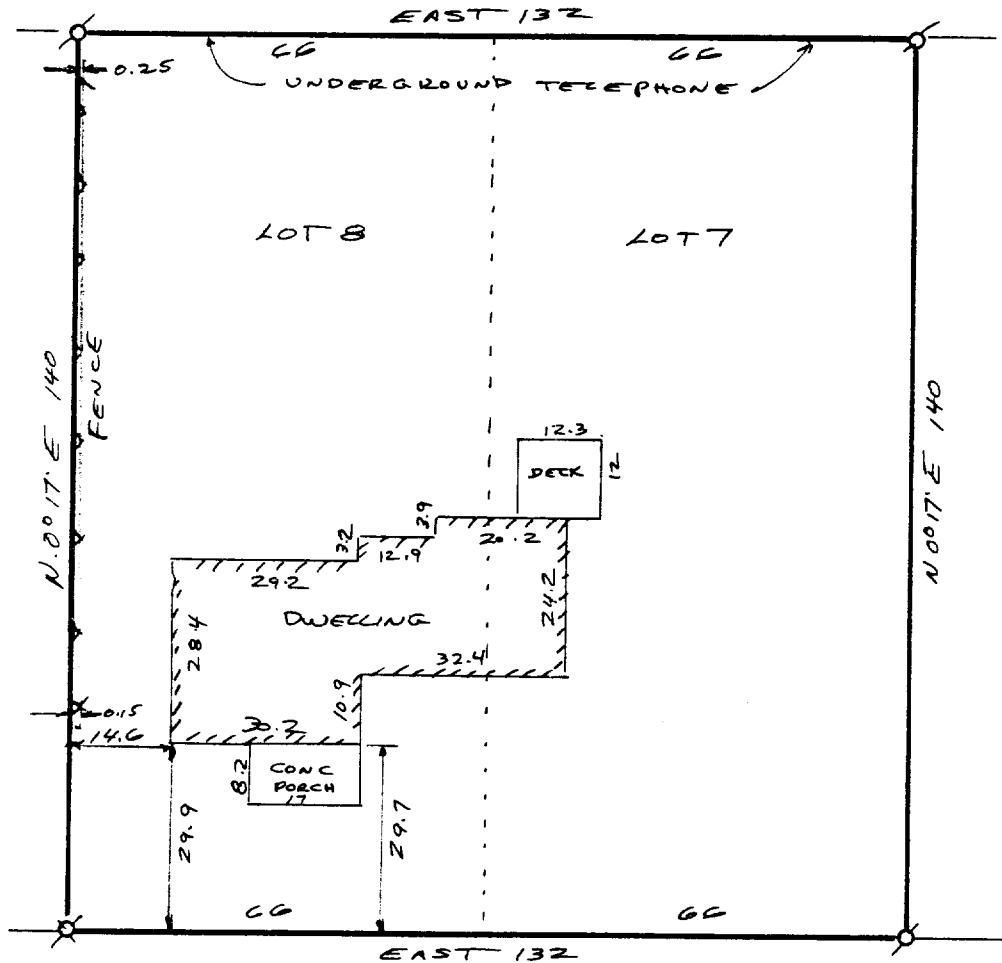 EAST 132
66 66
0.25
UNDERGROUND TELEPHONE
LOT 8 LOT 7
N.0°17'E 140
FENCE
N 0°17'E 140
12.3
DECK
12
3.9
3.2
20.2
12.9
29.2
24.2
DWELLING
28.4
32.4
10.9
0.15
30.2
14.6
8.2
CONC
PORCH
17
29.9
29.7
66 66
EAST 132